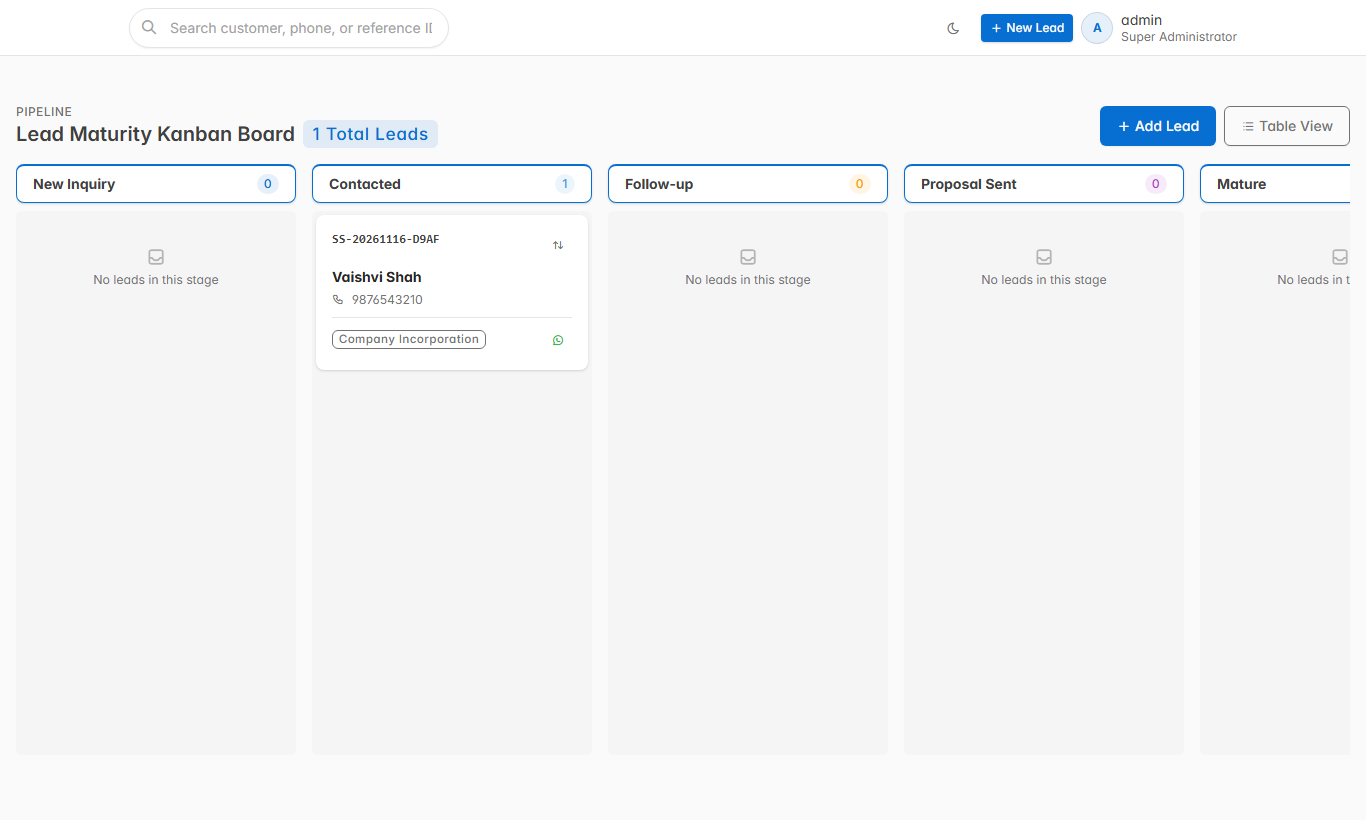 Search customer, phone, or reference I
+ New Lead
A
admin
Super Administrator
PIPELINE
Lead Maturity Kanban Board
1 Total Leads
+ Add Lead
Table View
New Inquiry 0
Contacted 1
Follow-up 0
Proposal Sent 0
Mature
No leads in this stage
SS-20261116-D9AF
Vaishvi Shah
9876543210
Company Incorporation
No leads in this stage
No leads in this stage
No leads in t